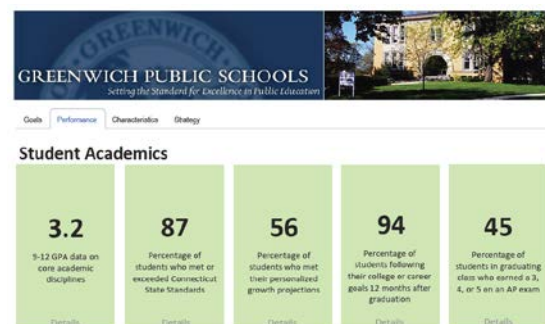 GREENWICH
GREENWICH PUBLIC SCHOOLS
Setting the Standard for Excellence in Public Education
Goals Performance Characteristics Strategy
Student Academics
3.2
9-12 GPA data on
core academic
disciplines
Details
87
Percentage of
students who met or
exceeded Connecticut
State Standards
Details
56
Percentage of
students who met
their personalized
growth projections
Details
94
Percentage of
students following
their college or career
goals 12 months after
graduation
Details
45
Percentage of
students in graduating
class who earned a 3,
4, or 5 on an AP exam
Details